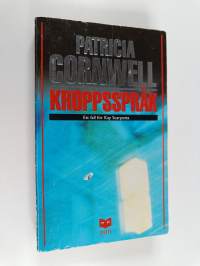 PATRICIA
CORNWELL
KROPPSSPRÅK
Ett fall för Kay Scarpetta